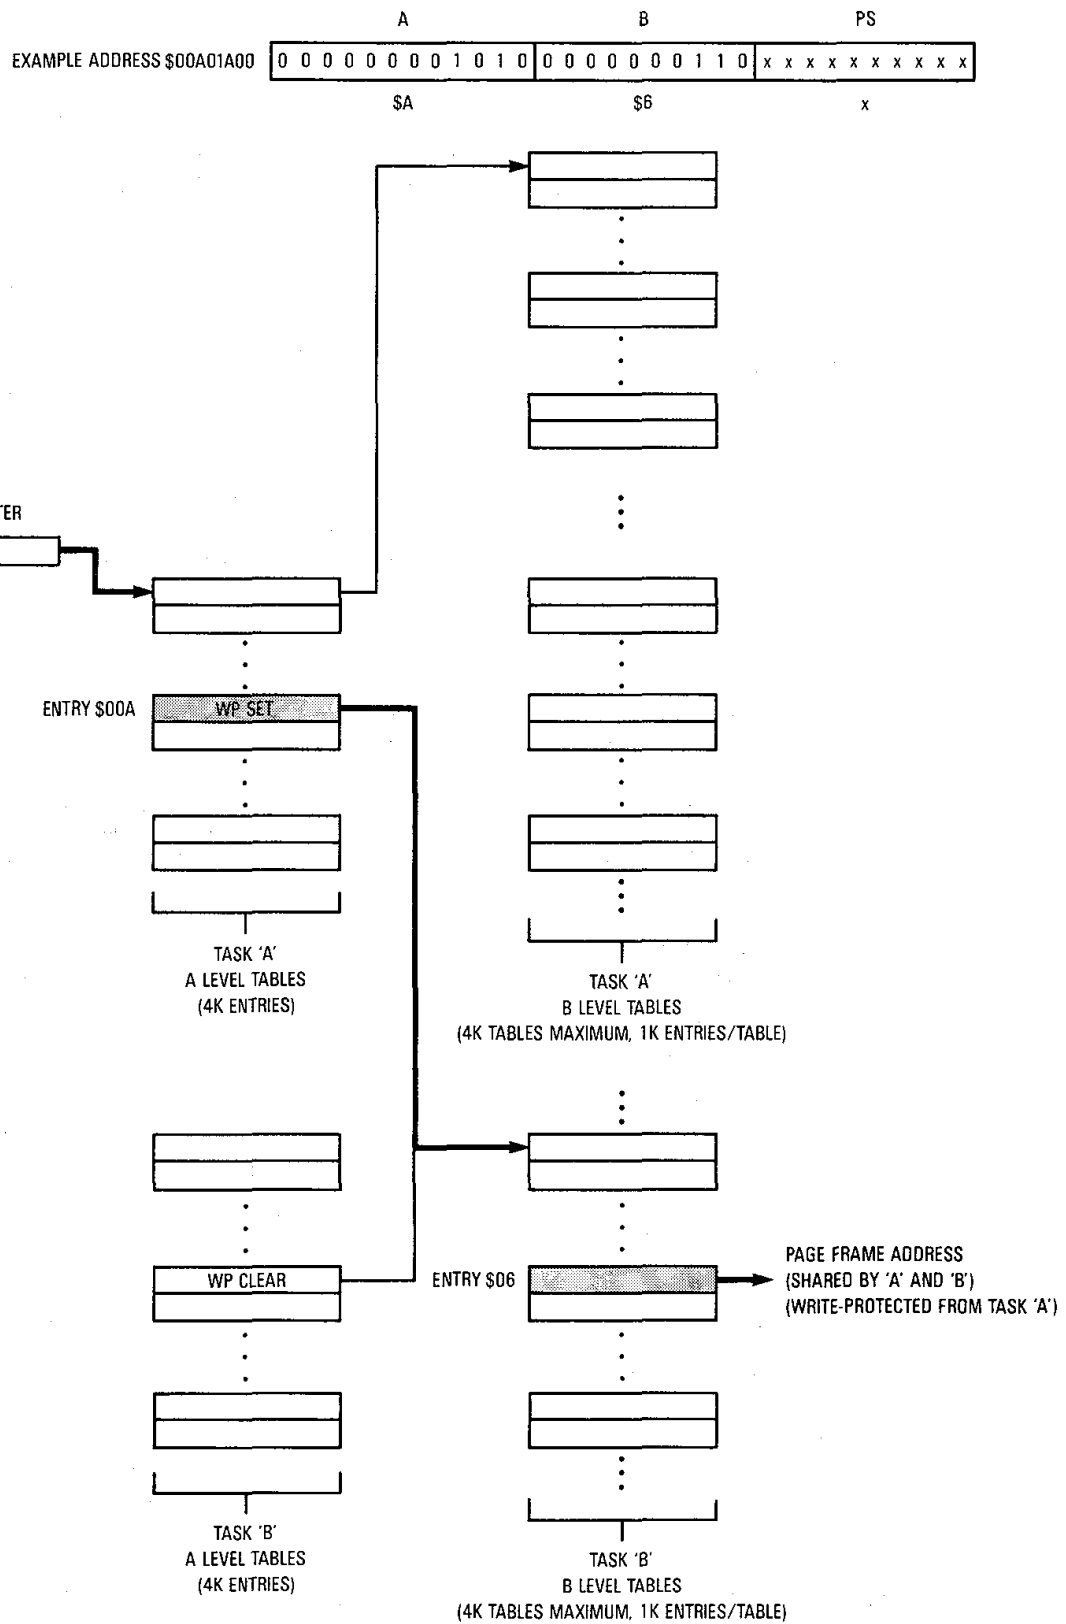 A B PS
EXAMPLE ADDRESS $00A01A00 0 0 0 0 0 0 0 0 1 0 1 0 0 0 0 0 0 0 0 1 1 0 x x x x x x x x x x
$A $6 x
TER
ENTRY $00A WP SET
TASK 'A'
A LEVEL TABLES
(4K ENTRIES)
TASK 'A'
B LEVEL TABLES
(4K TABLES MAXIMUM, 1K ENTRIES/TABLE)
WP CLEAR
ENTRY $06
PAGE FRAME ADDRESS
(SHARED BY 'A' AND 'B')
(WRITE-PROTECTED FROM TASK 'A')
TASK 'B'
A LEVEL TABLES
(4K ENTRIES)
TASK 'B'
B LEVEL TABLES
(4K TABLES MAXIMUM, 1K ENTRIES/TABLE)